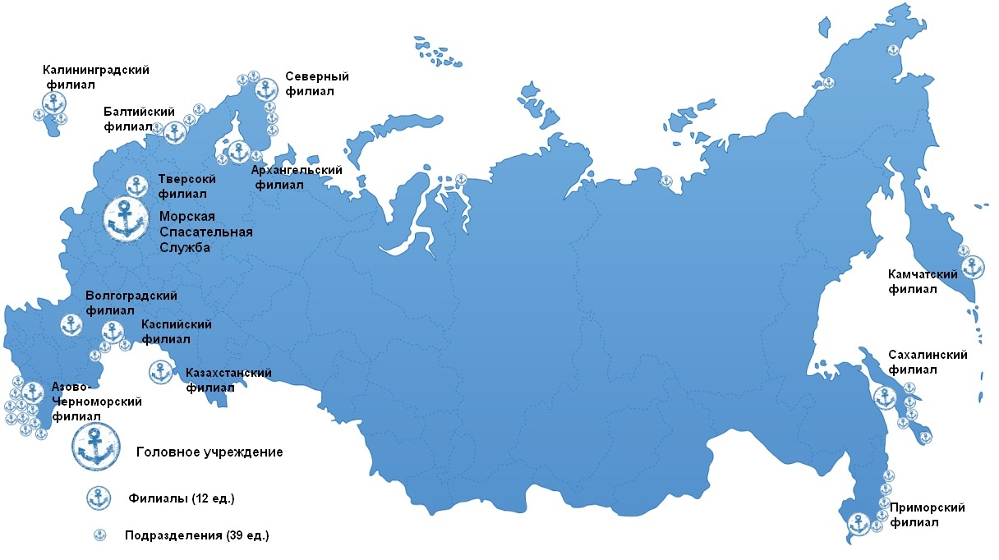 Калининградский
филиал
Северный
филиал
Балтийский
филиал
Архангельский
филиал
Тверсокй
филиал
Морская
Спасательная
Служба
Волгоградский
филиал
Каспийский
филиал
Казахстанский
филиал
Азово-
Черноморский
филиал
Камчатский
филиал
Сахалинский
филиал
Приморский
филиал
Головное учреждение
Филиалы (12 ед.)
Подразделения (39 ед.)